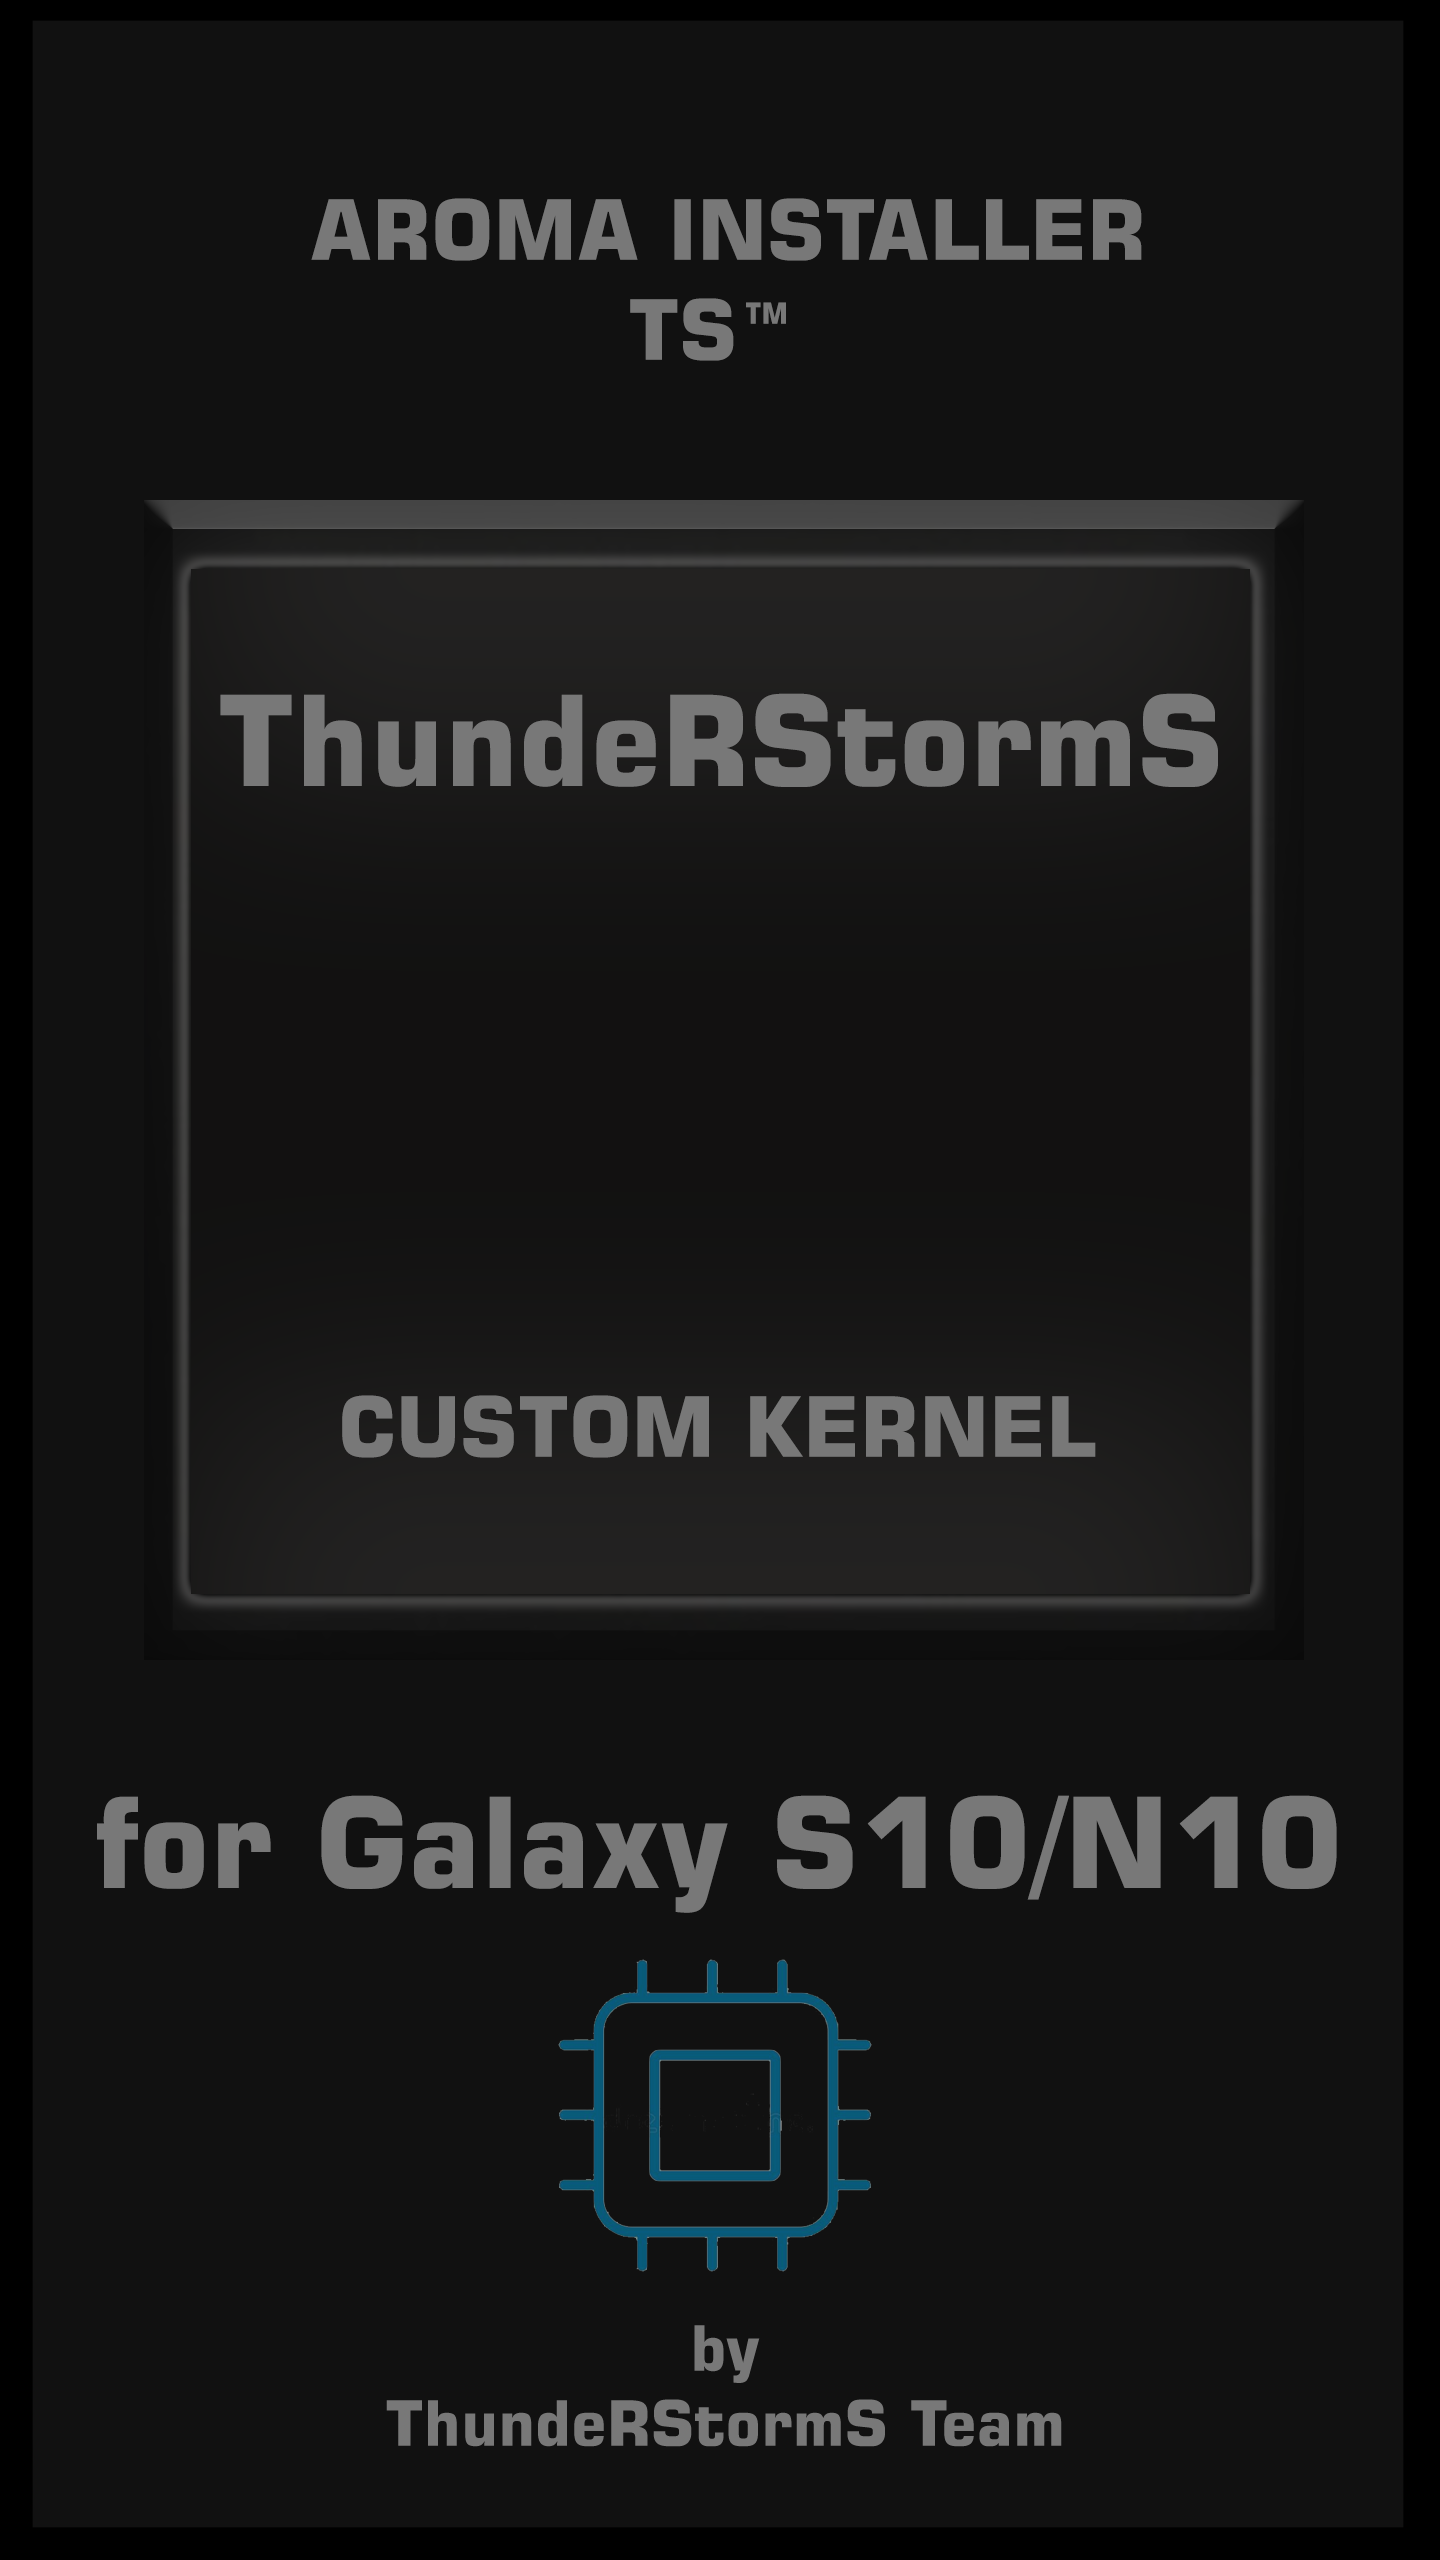 AROMA INSTALLER
TS™
ThundeRStormS
CUSTOM KERNEL
for Galaxy S10/N10
by
ThundeRStormS Team